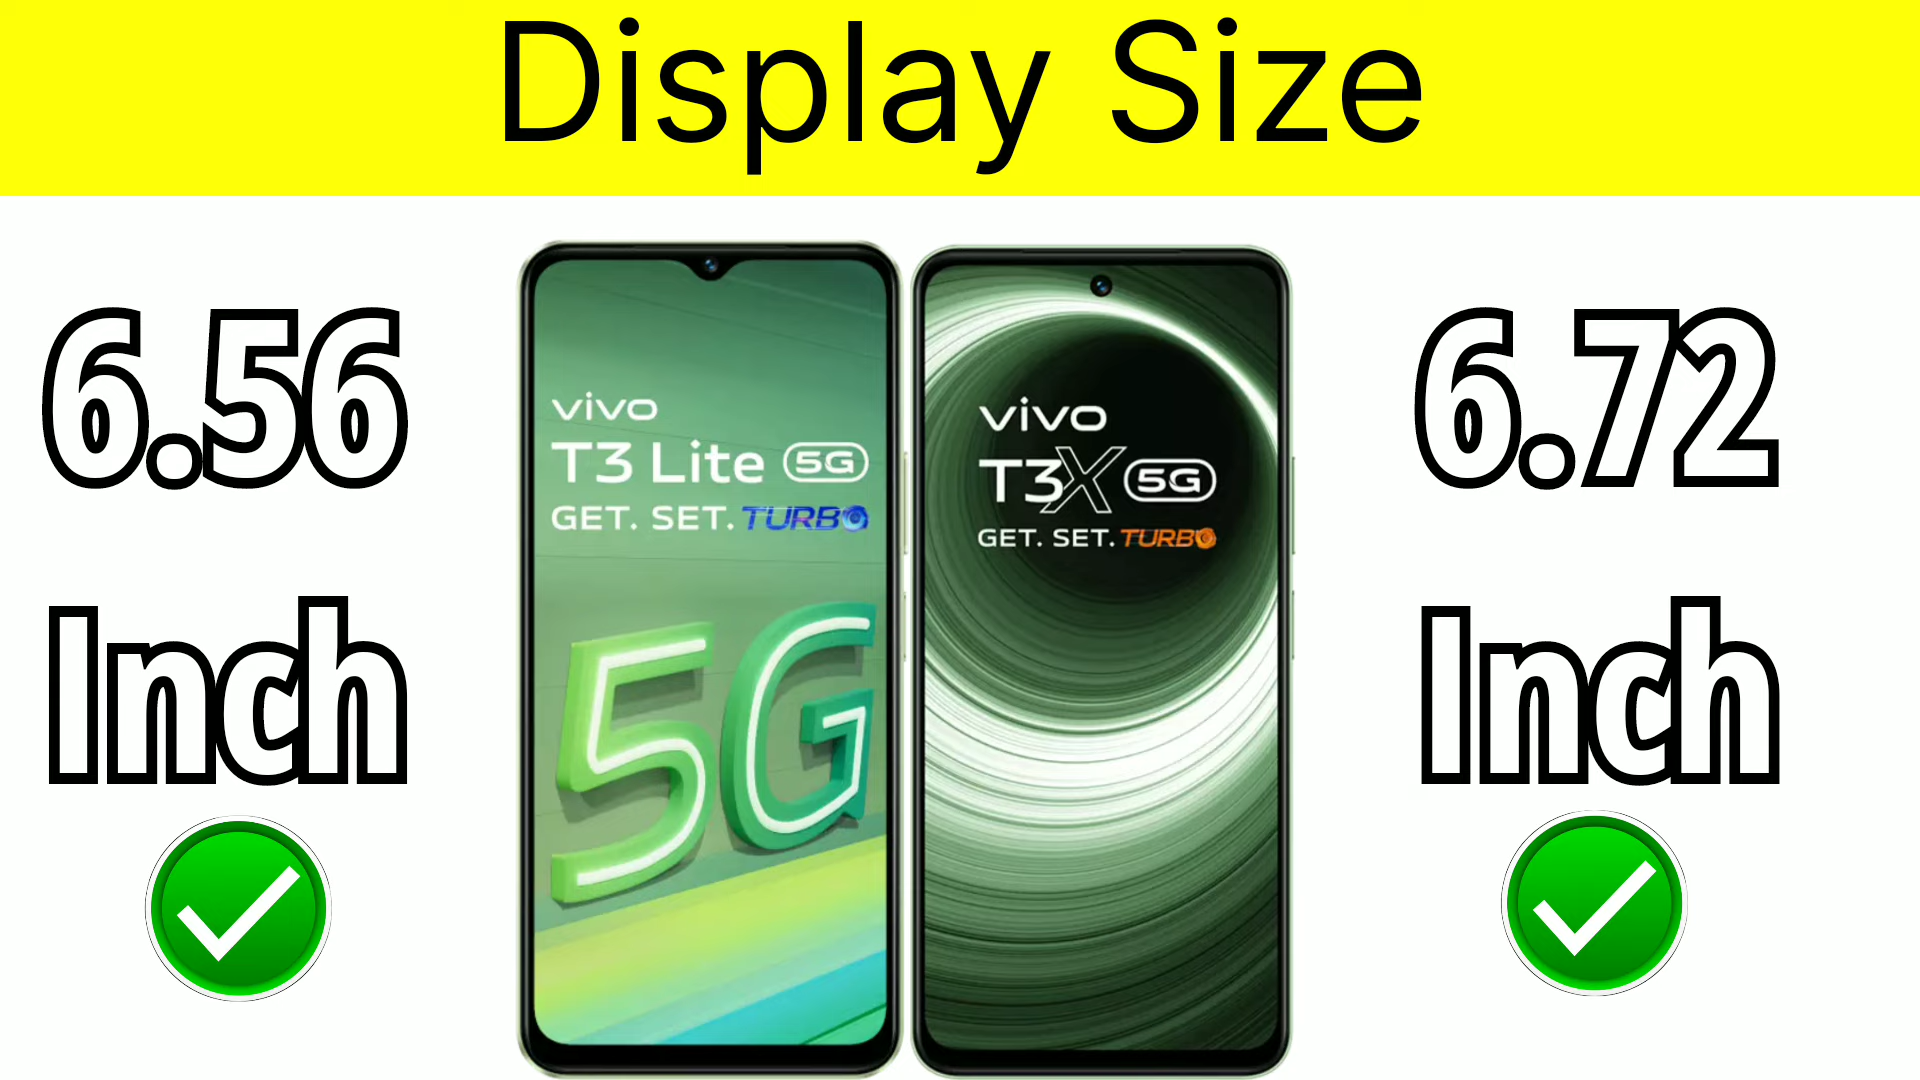 Display Size
6.56
Inch
vivo
T3 Lite 5G
GET. SET. TURBO
5G
vivo
T3X 5G
GET. SET. TURBO
6.72
Inch